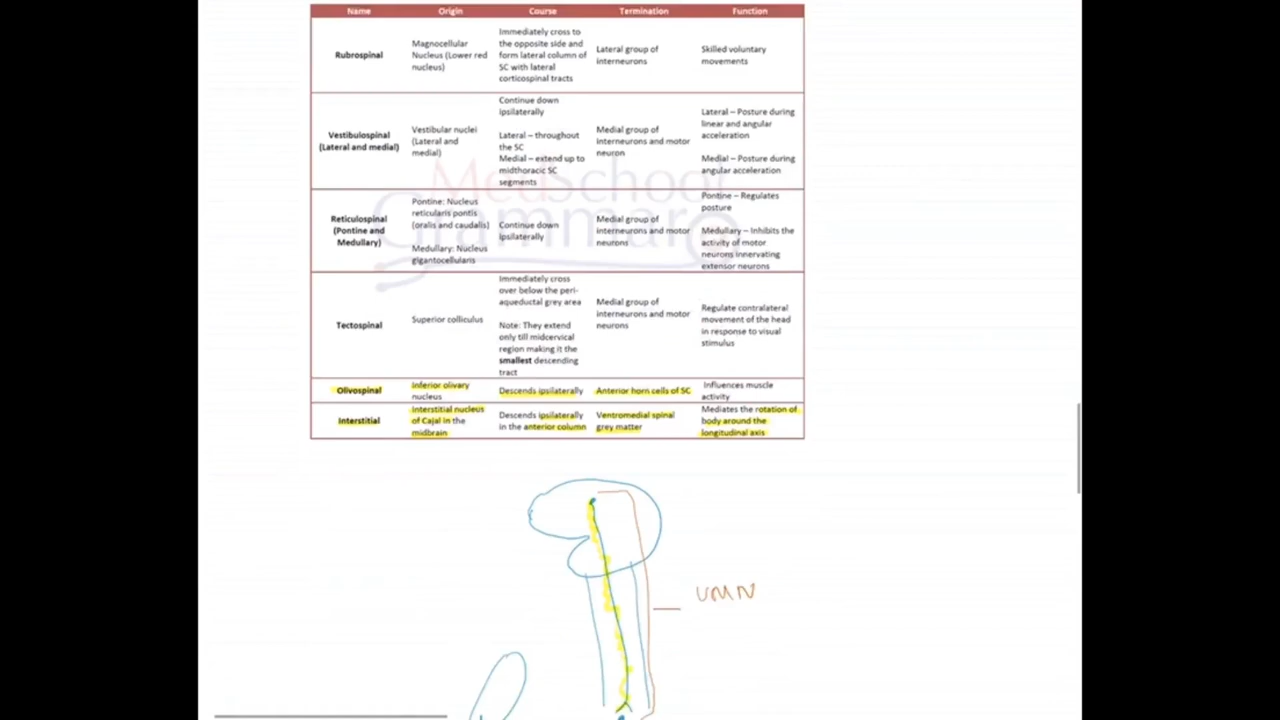 Name Origin Course Termination Function
Rubrospinal
Magnocellular
Nucleus (Lower red
nucleus)
Immediately cross to
the opposite side and
form lateral column of
SC with lateral
corticospinal tracts
Lateral group of
interneurons
Skilled voluntary
movements
Vestibulospinal
(Lateral and medial)
Vestibular nuclei
(Lateral and
medial)
Continue down
ipsilaterally
Lateral – throughout
the SC
Medial – extend up to
midthoracic SC
segments
Medial group of
interneurons and motor
neuron
Lateral – Posture during
linear and angular
acceleration
Medial – Posture during
angular acceleration
Reticulospinal
(Pontine and
Medullary)
Pontine: Nucleus
reticularis pontis
(oralis and caudalis)
Medullary: Nucleus
gigantocellularis
Continue down
ipsilaterally
Medial group of
interneurons and motor
neurons
Pontine – Regulates
posture
Medullary – Inhibits the
activity of motor
neurons innervating
extensor neurons
Tectospinal
Superior colliculus
Immediately cross
over below the peri-
aqueductal grey area
Note: They extend
only till midcervical
region making it the
smallest descending
tract
Medial group of
interneurons and motor
neurons
Regulate contralateral
movement of the head
in response to visual
stimulus
Olivospinal
Inferior olivary
nucleus
Descends ipsilaterally
Anterior horn cells of SC
Influences muscle
activity
Interstitial
Interstitial nucleus
of Cajal in the
midbrain
Descends ipsilaterally
in the anterior column
Ventromedial spinal
grey matter
Mediates the rotation of
body around the
longitudinal axis
MedSchool
Grammar
UMN